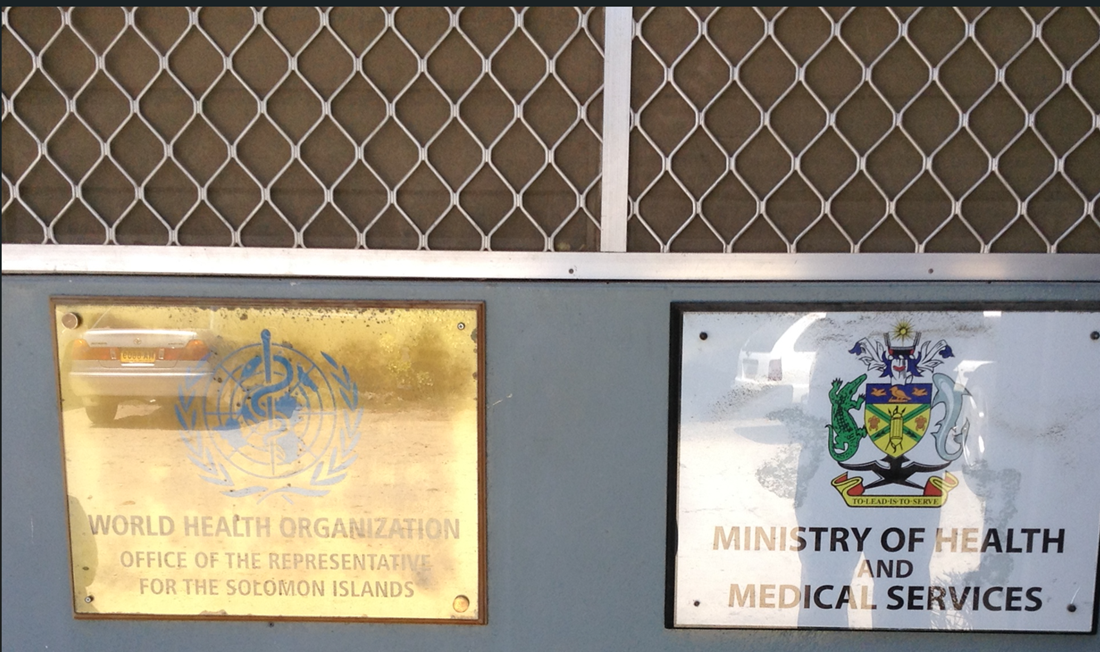 WORLD HEALTH ORGANIZATION
OFFICE OF THE REPRESENTATIVE
FOR THE SOLOMON ISLANDS
TO·LEAD·IS·TO·SERVE
MINISTRY OF HEALTH
AND
MEDICAL SERVICES